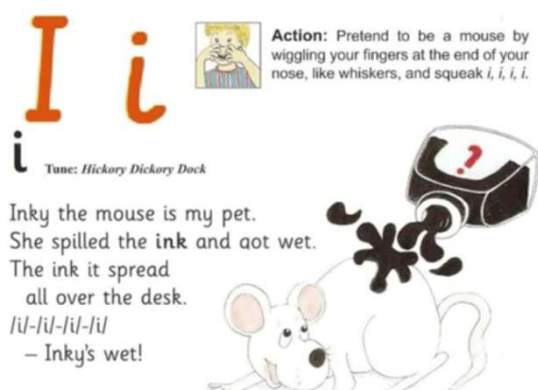 I i
Action: Pretend to be a mouse by
wiggling your fingers at the end of your
nose, like whiskers, and squeak i, i, i, i.
i
Tune: Hickory Dickory Dock
?
Inky the mouse is my pet.
She spilled the ink and got wet.
The ink it spread
all over the desk.
/i/-/i/-/i/-/i/
– Inky's wet!